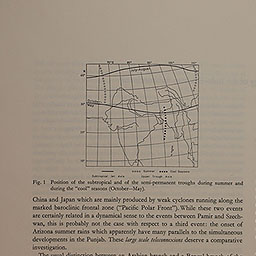 Fig. 1 Position of the subtropical and of the semi-permanent troughs during summer and
during the "cool" seasons (October—May).
China and Japan which are mainly produced by weak cyclones running along the
marked baroclinic frontal zone ("Pacific Polar Front"). While these two events
are certainly related in a dynamical sense to the events between Pamir and Szech-
wan, this is probably not the case with respect to a third event: the onset of
Arizona summer rains which apparently have many parallels to the simultaneous
developments in the Punjab. These large scale teleconnexions deserve a comparative
investigation.
The usual distinction between an Arabian branch and a Bengal branch of the